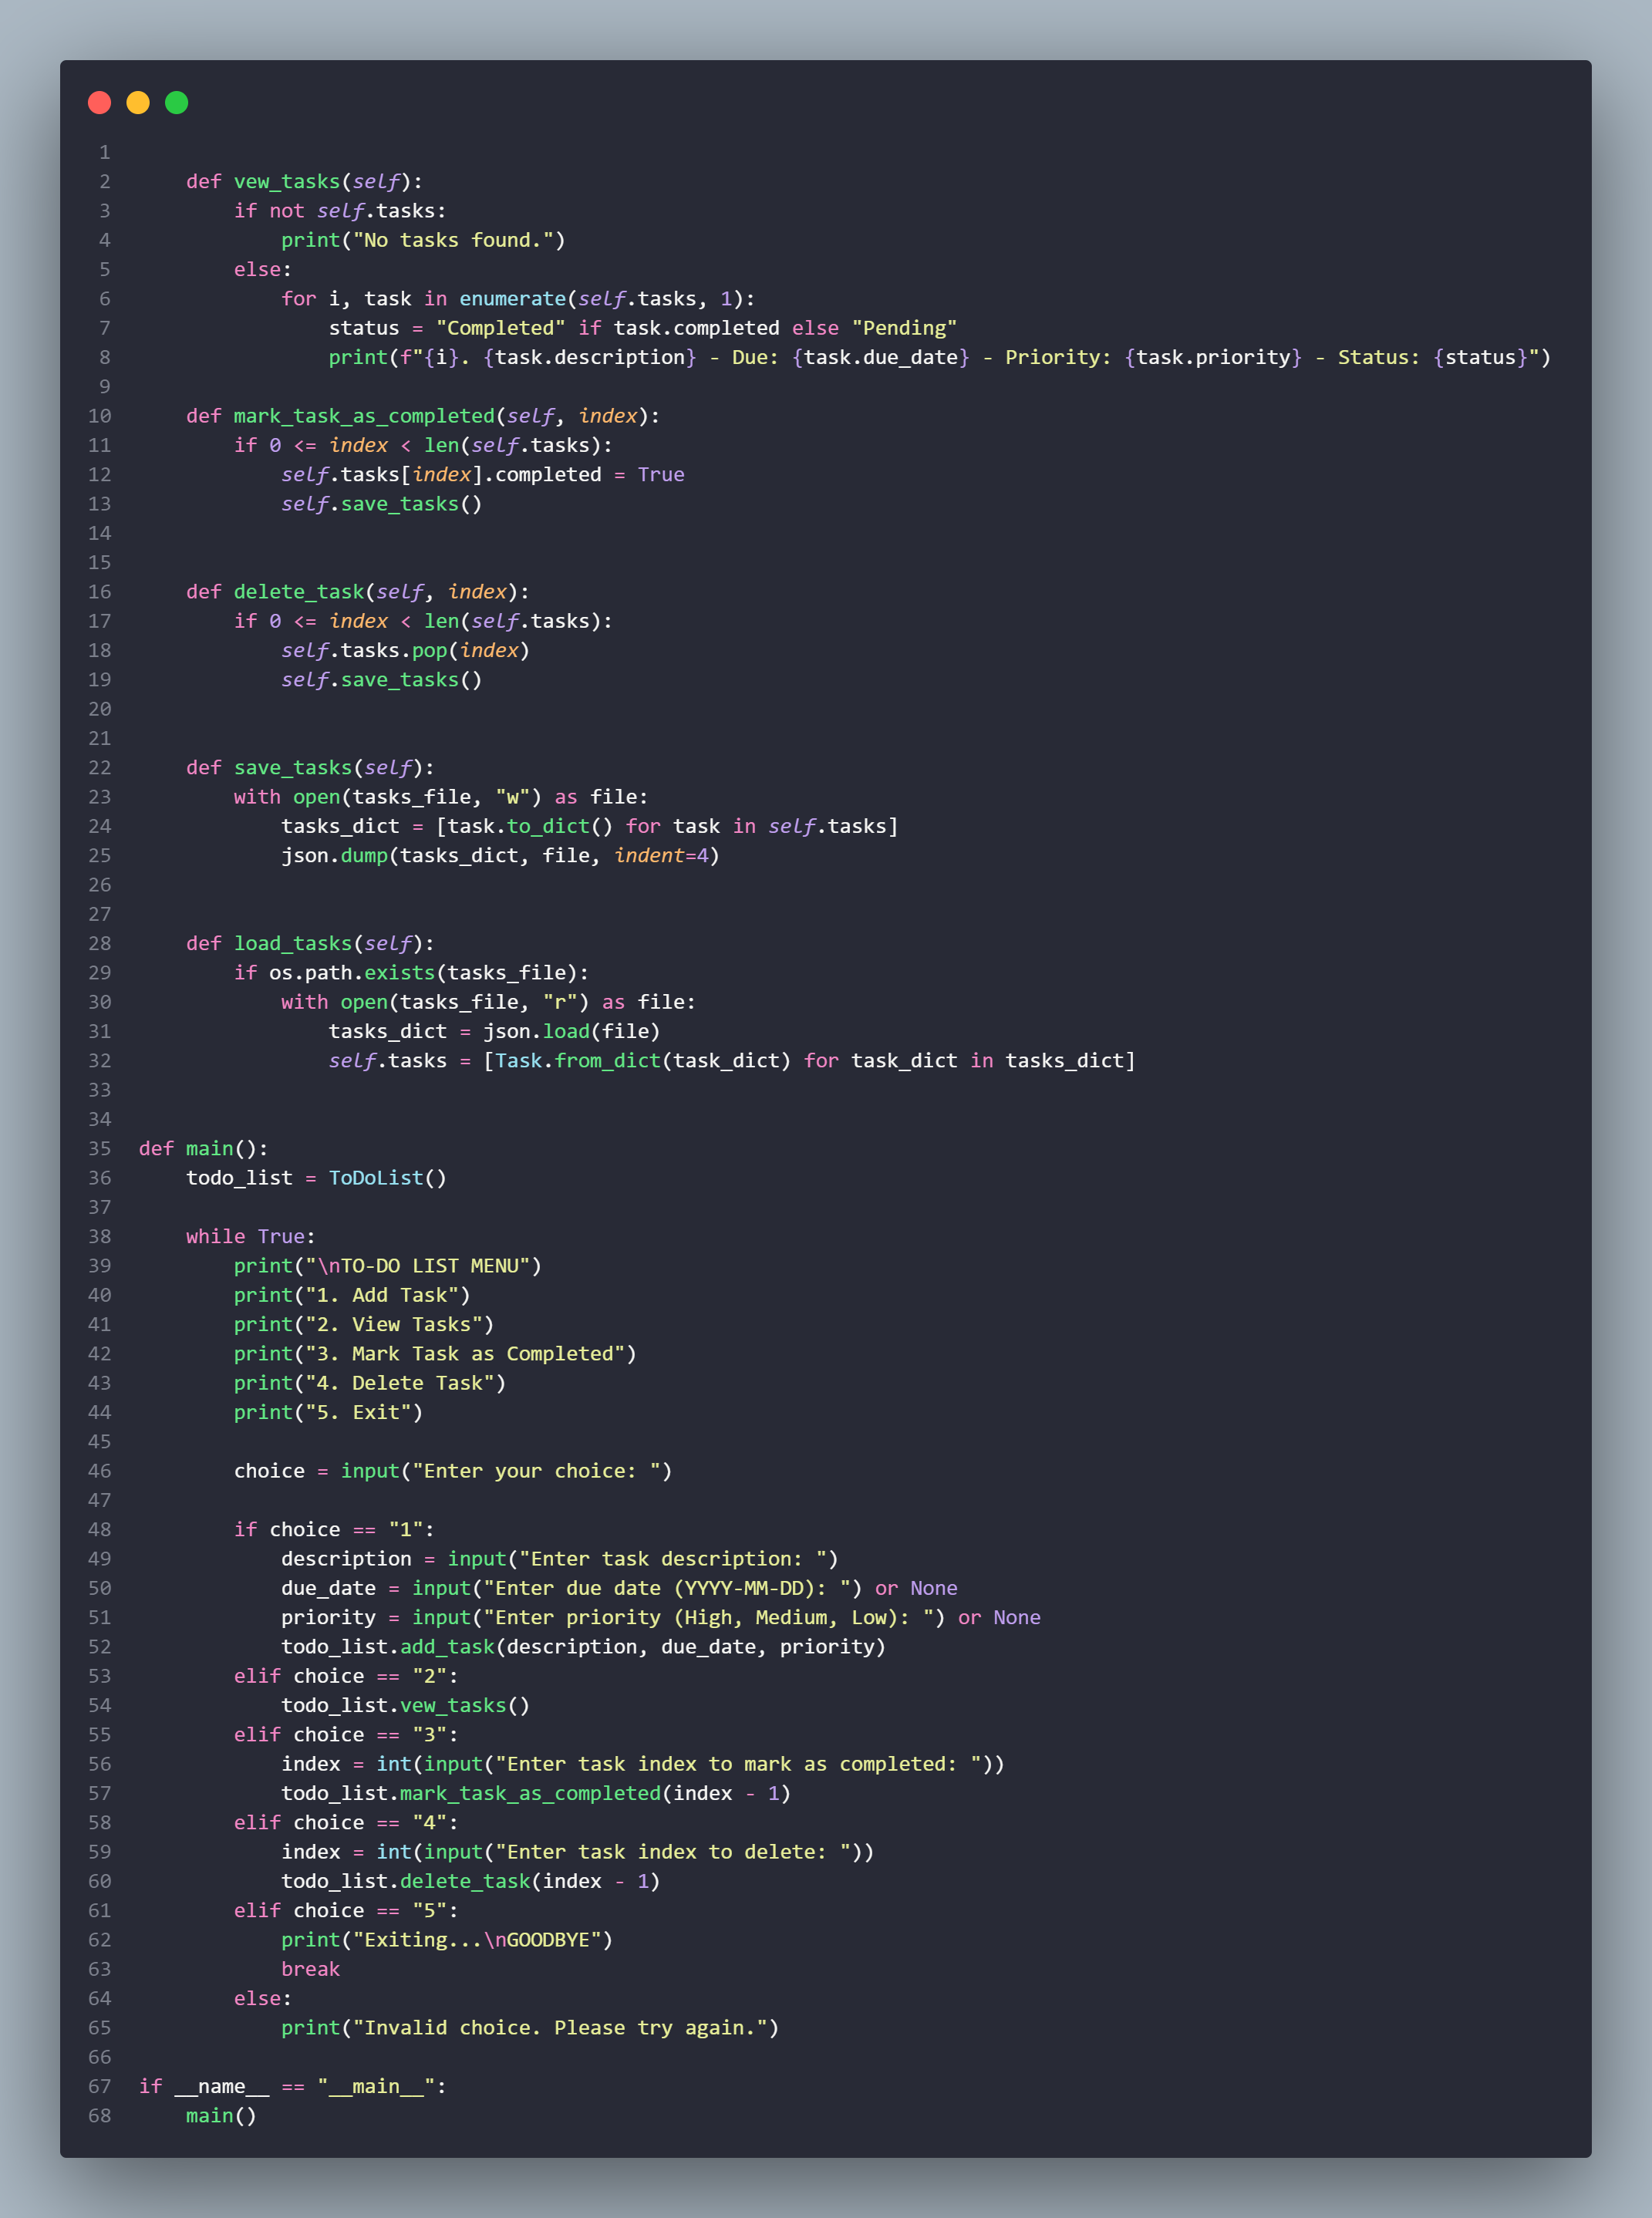 1
2     def vew_tasks(self):
3         if not self.tasks:
4             print("No tasks found.")
5         else:
6             for i, task in enumerate(self.tasks, 1):
7                 status = "Completed" if task.completed else "Pending"
8                 print(f"{i}. {task.description} - Due: {task.due_date} - Priority: {task.priority} - Status: {status}")
9
10     def mark_task_as_completed(self, index):
11         if 0 <= index < len(self.tasks):
12             self.tasks[index].completed = True
13             self.save_tasks()
14
15
16     def delete_task(self, index):
17         if 0 <= index < len(self.tasks):
18             self.tasks.pop(index)
19             self.save_tasks()
20
21
22     def save_tasks(self):
23         with open(tasks_file, "w") as file:
24             tasks_dict = [task.to_dict() for task in self.tasks]
25             json.dump(tasks_dict, file, indent=4)
26
27
28     def load_tasks(self):
29         if os.path.exists(tasks_file):
30             with open(tasks_file, "r") as file:
31                 tasks_dict = json.load(file)
32                 self.tasks = [Task.from_dict(task_dict) for task_dict in tasks_dict]
33
34
35 def main():
36     todo_list = ToDoList()
37
38     while True:
39         print("\nTO-DO LIST MENU")
40         print("1. Add Task")
41         print("2. View Tasks")
42         print("3. Mark Task as Completed")
43         print("4. Delete Task")
44         print("5. Exit")
45
46         choice = input("Enter your choice: ")
47
48         if choice == "1":
49             description = input("Enter task description: ")
50             due_date = input("Enter due date (YYYY-MM-DD): ") or None
51             priority = input("Enter priority (High, Medium, Low): ") or None
52             todo_list.add_task(description, due_date, priority)
53         elif choice == "2":
54             todo_list.vew_tasks()
55         elif choice == "3":
56             index = int(input("Enter task index to mark as completed: "))
57             todo_list.mark_task_as_completed(index - 1)
58         elif choice == "4":
59             index = int(input("Enter task index to delete: "))
60             todo_list.delete_task(index - 1)
61         elif choice == "5":
62             print("Exiting...\nGOODBYE")
63             break
64         else:
65             print("Invalid choice. Please try again.")
66
67 if __name__ == "__main__":
68     main()